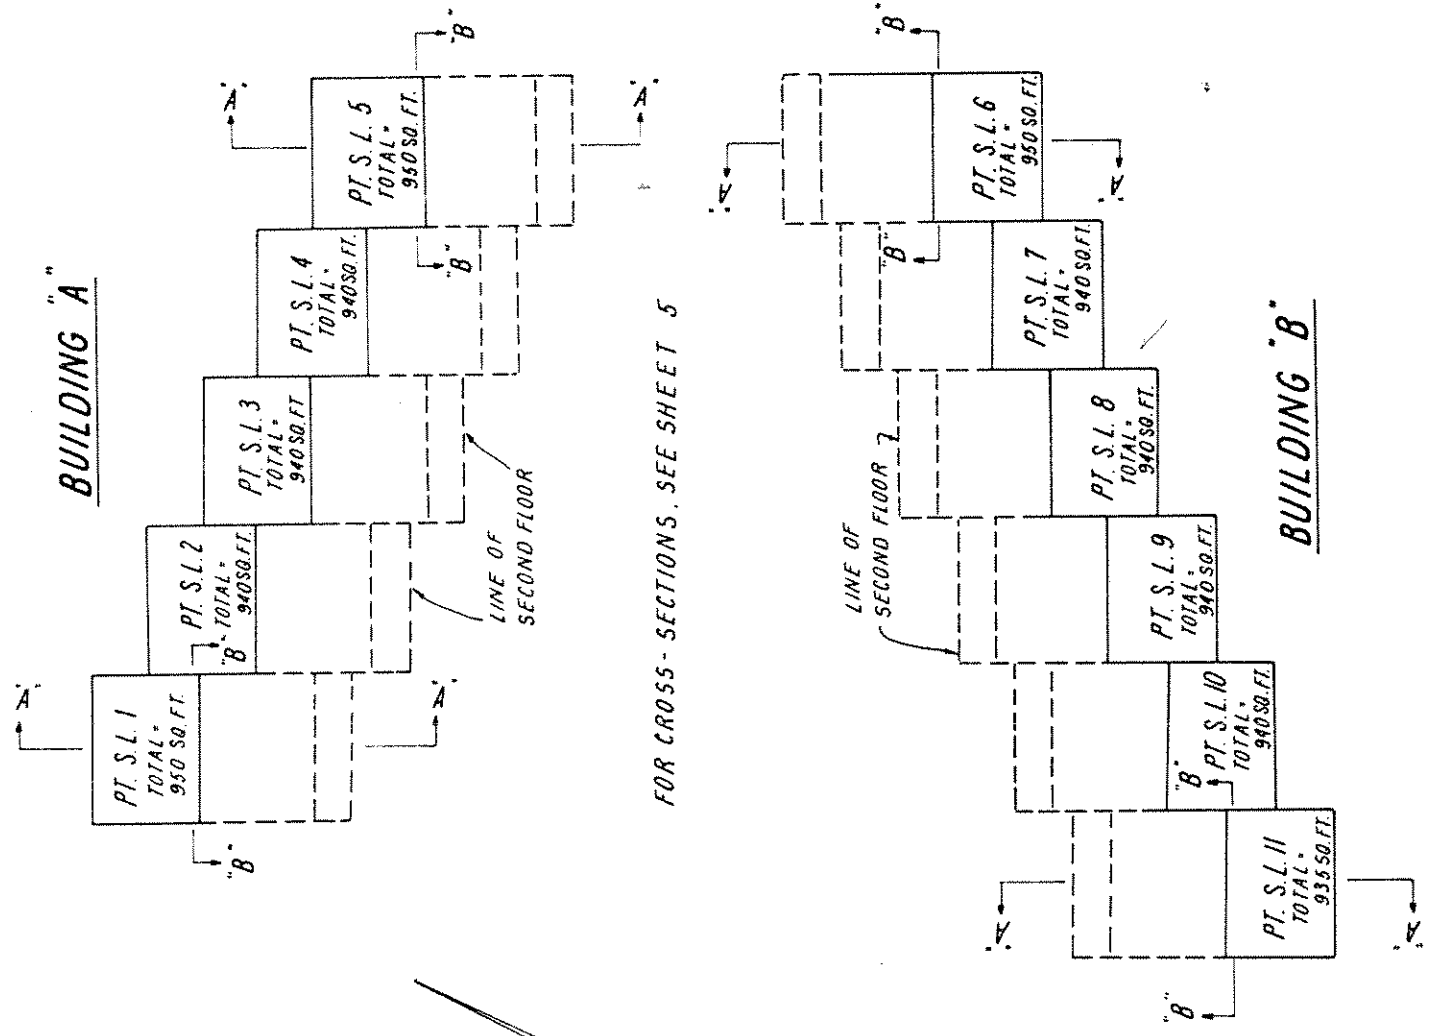 BUILDING "A"
"A"
"A"
PT. S. L. 1
TOTAL =
950 SQ. FT.
"B"
"B"
PT. S. L. 2
TOTAL =
940 SQ. FT.
PT. S. L. 3
TOTAL =
940 SQ. FT
PT. S. L. 4
TOTAL =
940 SQ. FT.
PT. S. L. 5
TOTAL =
950 SQ. FT.
"A"
"A"
"B"
"B"
LINE OF
SECOND FLOOR
FOR CROSS-SECTIONS, SEE SHEET 5
"A"
"A"
"B"
"B"
PT. S. L. 6
TOTAL =
950 SQ. FT.
PT. S. L. 7
TOTAL =
940 SQ. FT.
PT. S. L. 8
TOTAL =
940 SQ. FT.
PT. S. L. 9
TOTAL =
940 SQ. FT.
PT. S. L. 10
TOTAL =
940 SQ. FT.
PT. S. L. 11
TOTAL =
935 SQ. FT.
LINE OF
SECOND FLOOR
"A"
"A"
"B"
"B"
BUILDING "B"